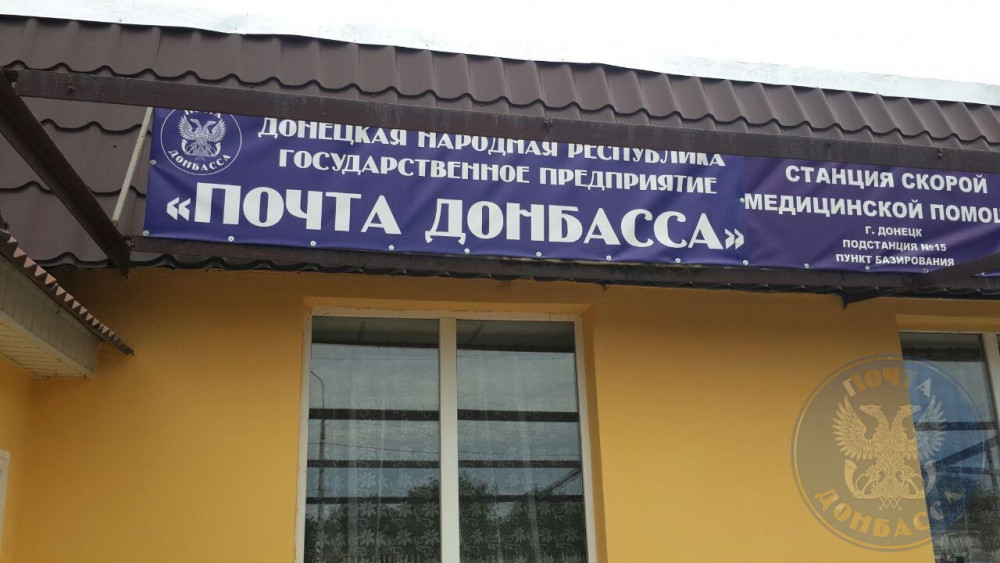 ПОЧТА
ДОНБАССА
ДОНЕЦКАЯ НАРОДНАЯ РЕСПУБЛИКА
ГОСУДАРСТВЕННОЕ ПРЕДПРИЯТИЕ
«ПОЧТА ДОНБАССА»
СТАНЦИЯ СКОРОЙ
МЕДИЦИНСКОЙ ПОМОЩ
Г. ДОНЕЦК
ПОДСТАНЦИЯ №15
ПУНКТ БАЗИРОВАНИЯ
ПОЧТА
ДОНБАССА